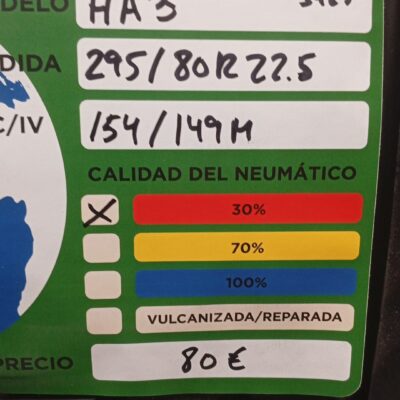 DELO HA3
DIDA 295/80R22.5
C/IV 154/149M
CALIDAD DEL NEUMÁTICO
X 30%
70%
100%
VULCANIZADA/REPARADA
PRECIO 80€